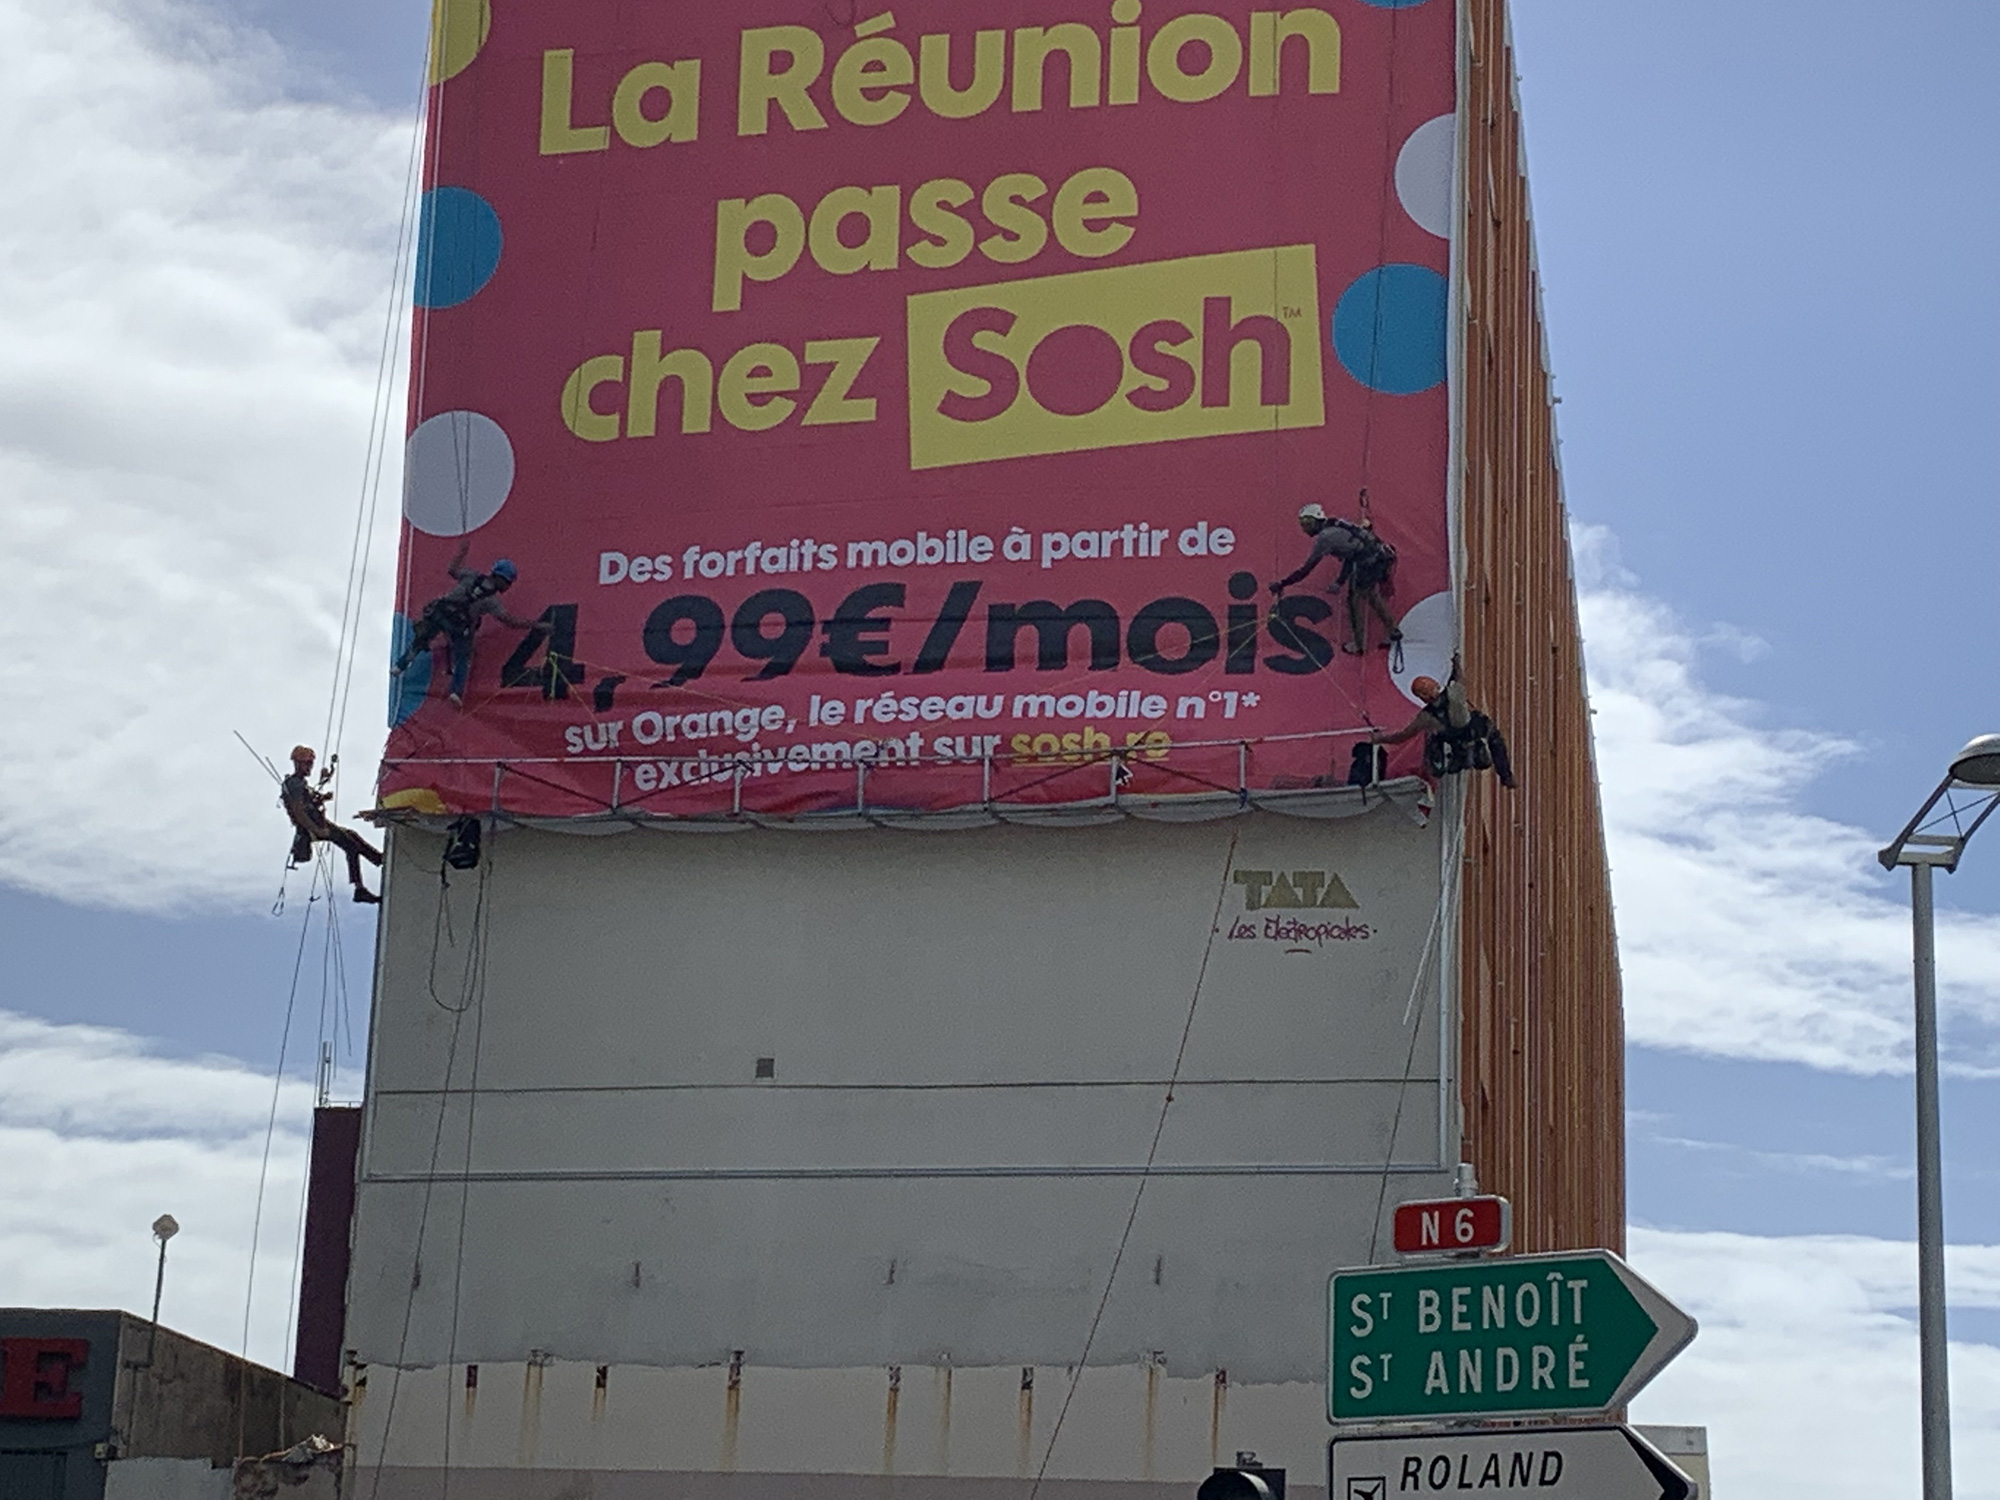 La Réunion
passe
chez Sosh™
Des forfaits mobile à partir de
4,99€/mois
sur Orange, le réseau mobile n°1*
exclusivement sur sosh.re
TATA
· Les Electropicales ·
N 6
ST BENOÎT
ST ANDRÉ
ROLAND
E